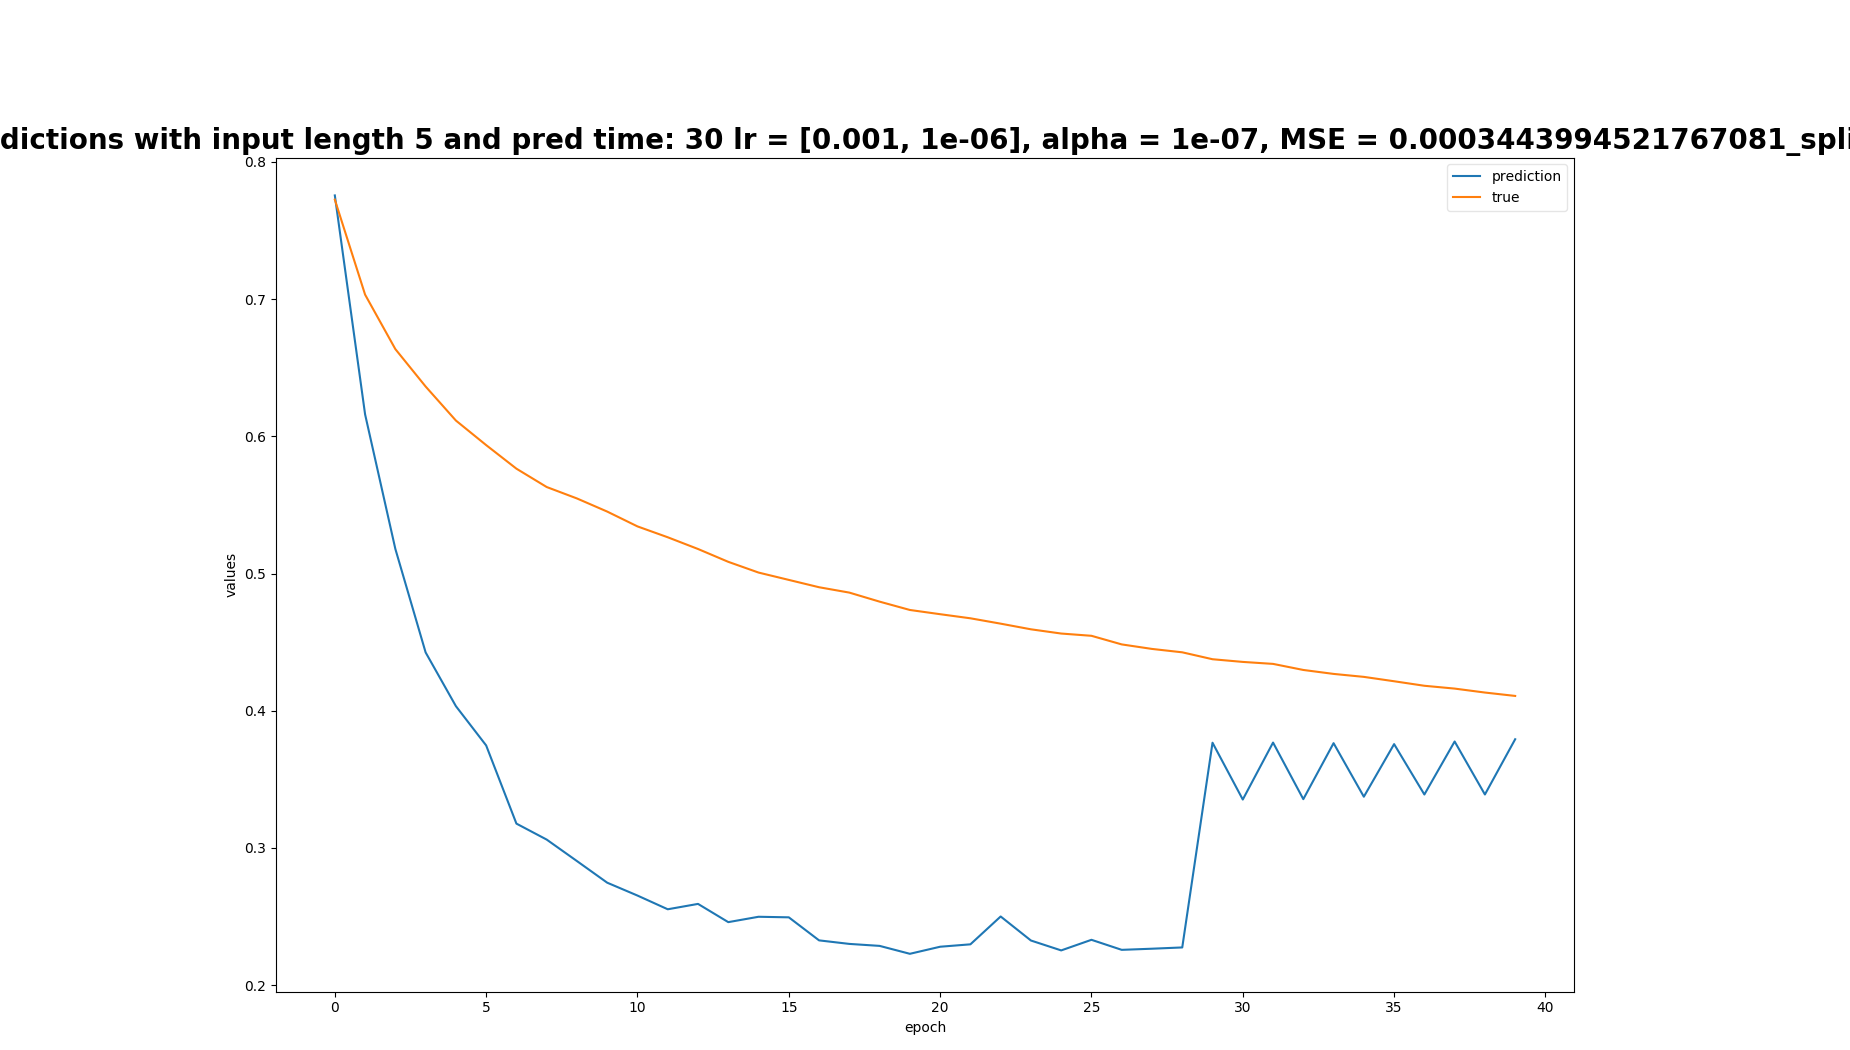 dictions with input length 5 and pred time: 30 lr = [0.001, 1e-06], alpha = 1e-07, MSE = 0.0003443994521767081_spli
prediction
true
0.8
0.7
0.6
0.5
0.4
0.3
0.2
values
0 5 10 15 20 25 30 35 40
epoch